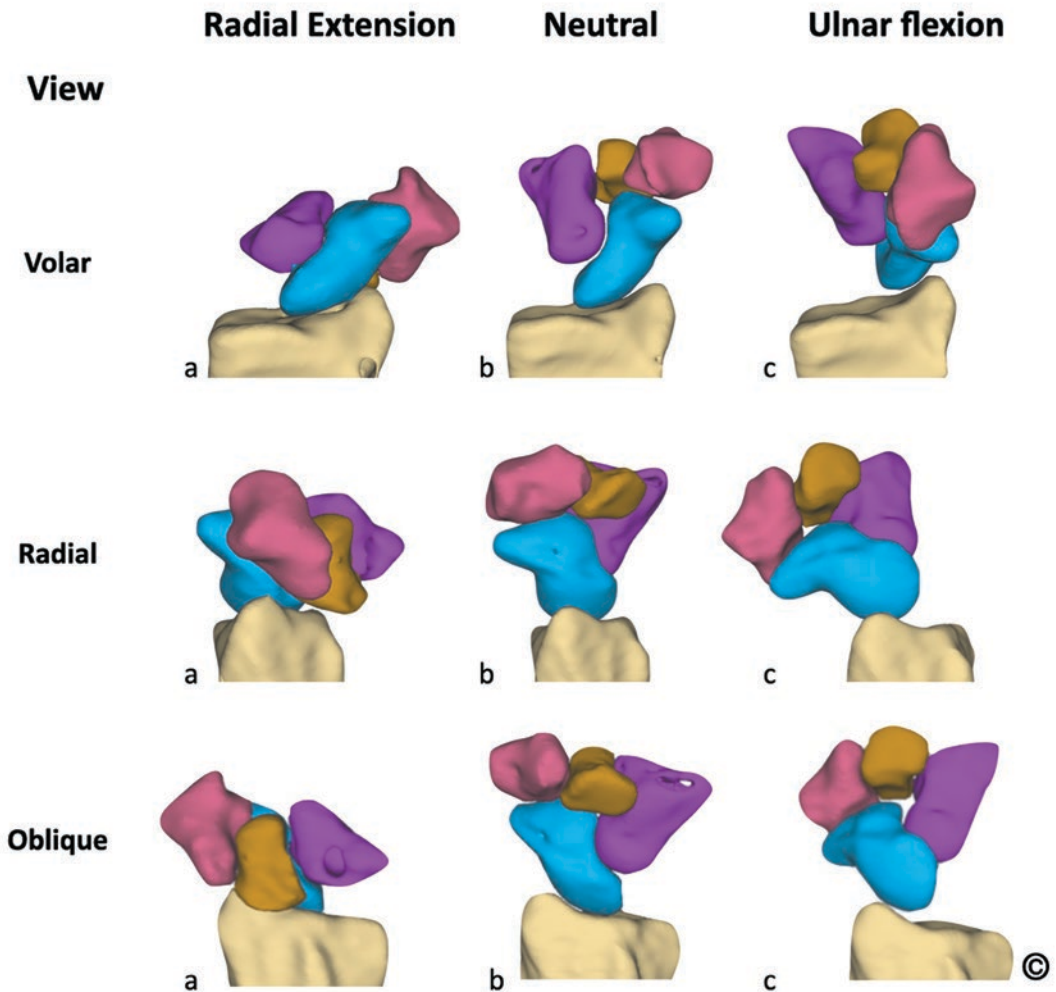 Radial Extension Neutral Ulnar flexion
View
Volar
a b c
Radial
a b c
Oblique
a b c ©